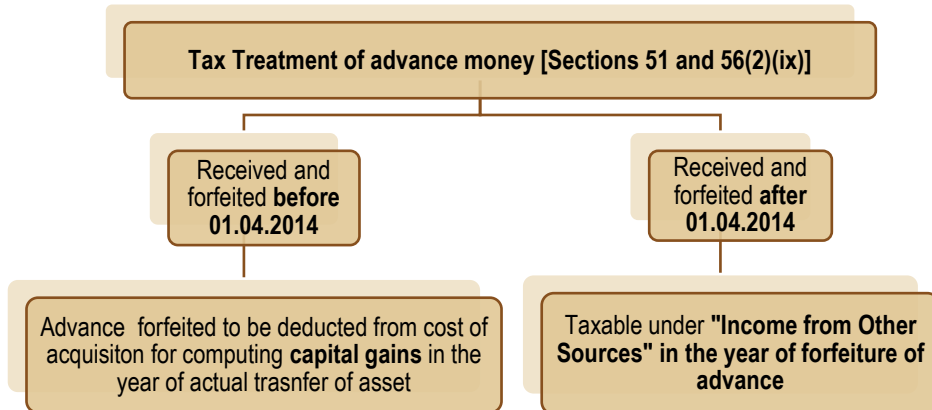 Tax Treatment of advance money [Sections 51 and 56(2)(ix)]
Received and
forfeited before
01.04.2014
Received and
forfeited after
01.04.2014
Advance forfeited to be deducted from cost of
acquisiton for computing capital gains in the
year of actual trasnfer of asset
Taxable under "Income from Other
Sources" in the year of forfeiture of
advance